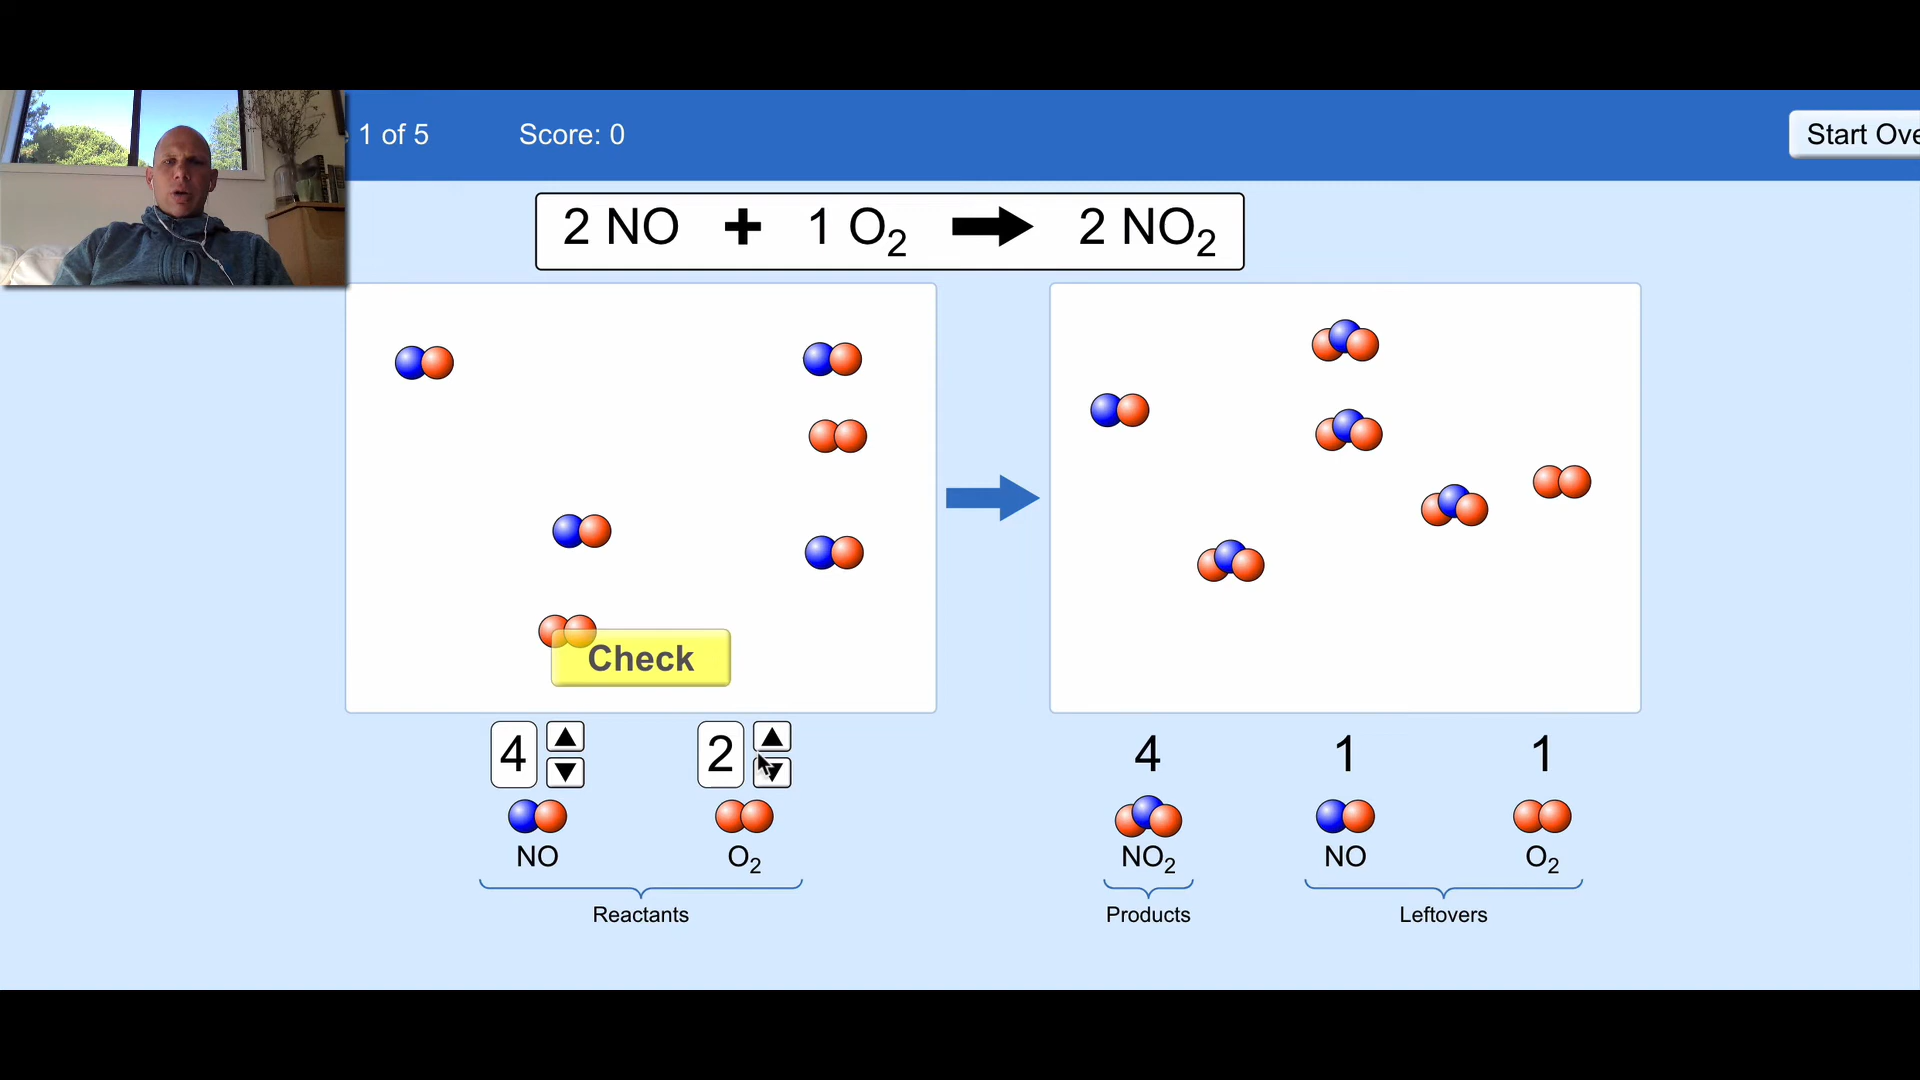 1 of 5
Score: 0
Start Ove
2 NO + 1 O₂ → 2 NO₂
Check
4
2
4
1
1
NO
O₂
NO₂
NO
O₂
Reactants
Products
Leftovers